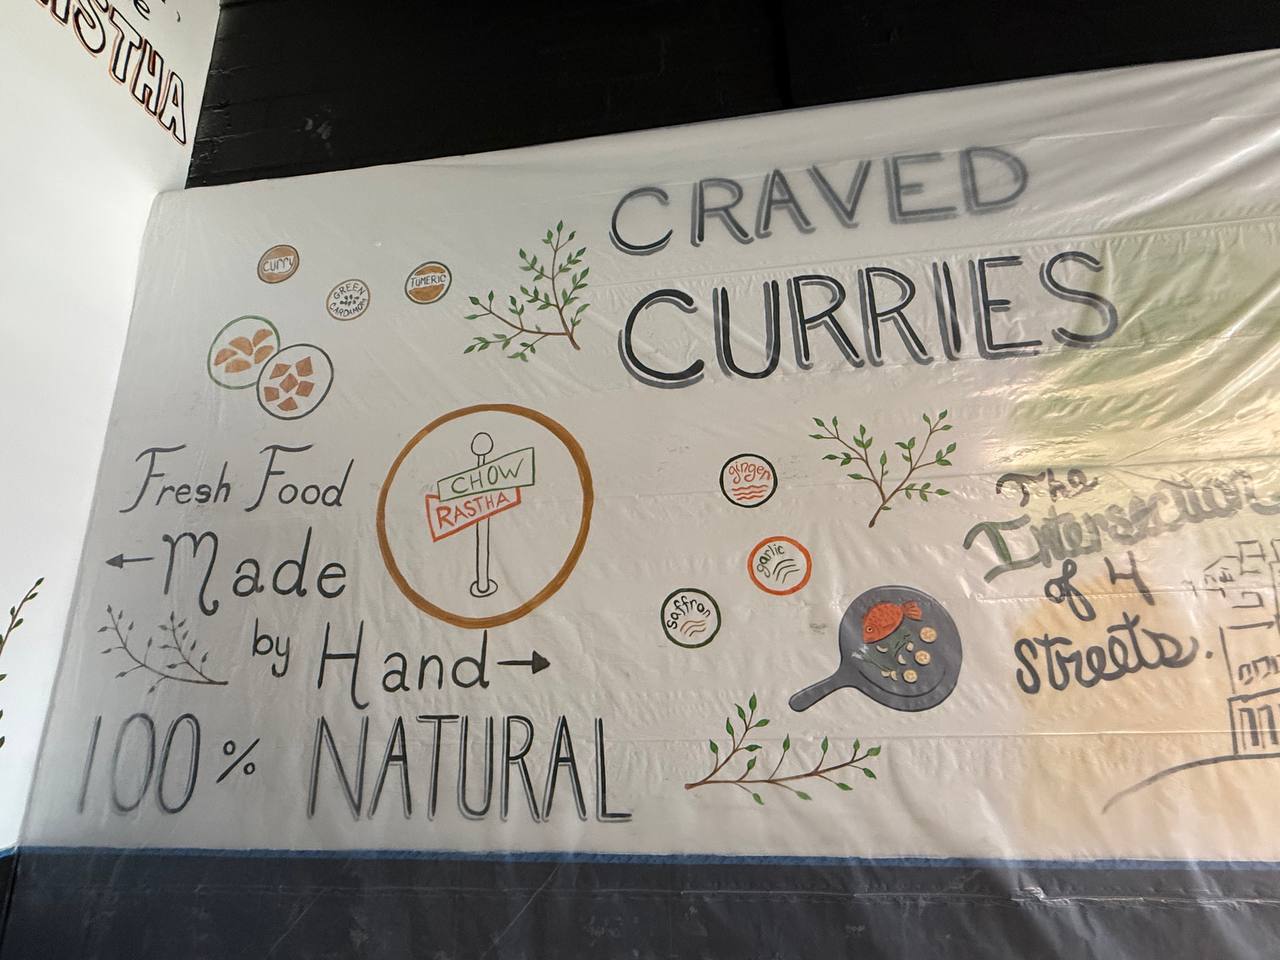 CRAVED
CURRIES
curry
GREEN
CARDAMOM
TUMERIC
Fresh Food
Made
by Hand
100% NATURAL
CHOW
RASTHA
ginger
garlic
saffron
The
Intersection
of 4
streets.